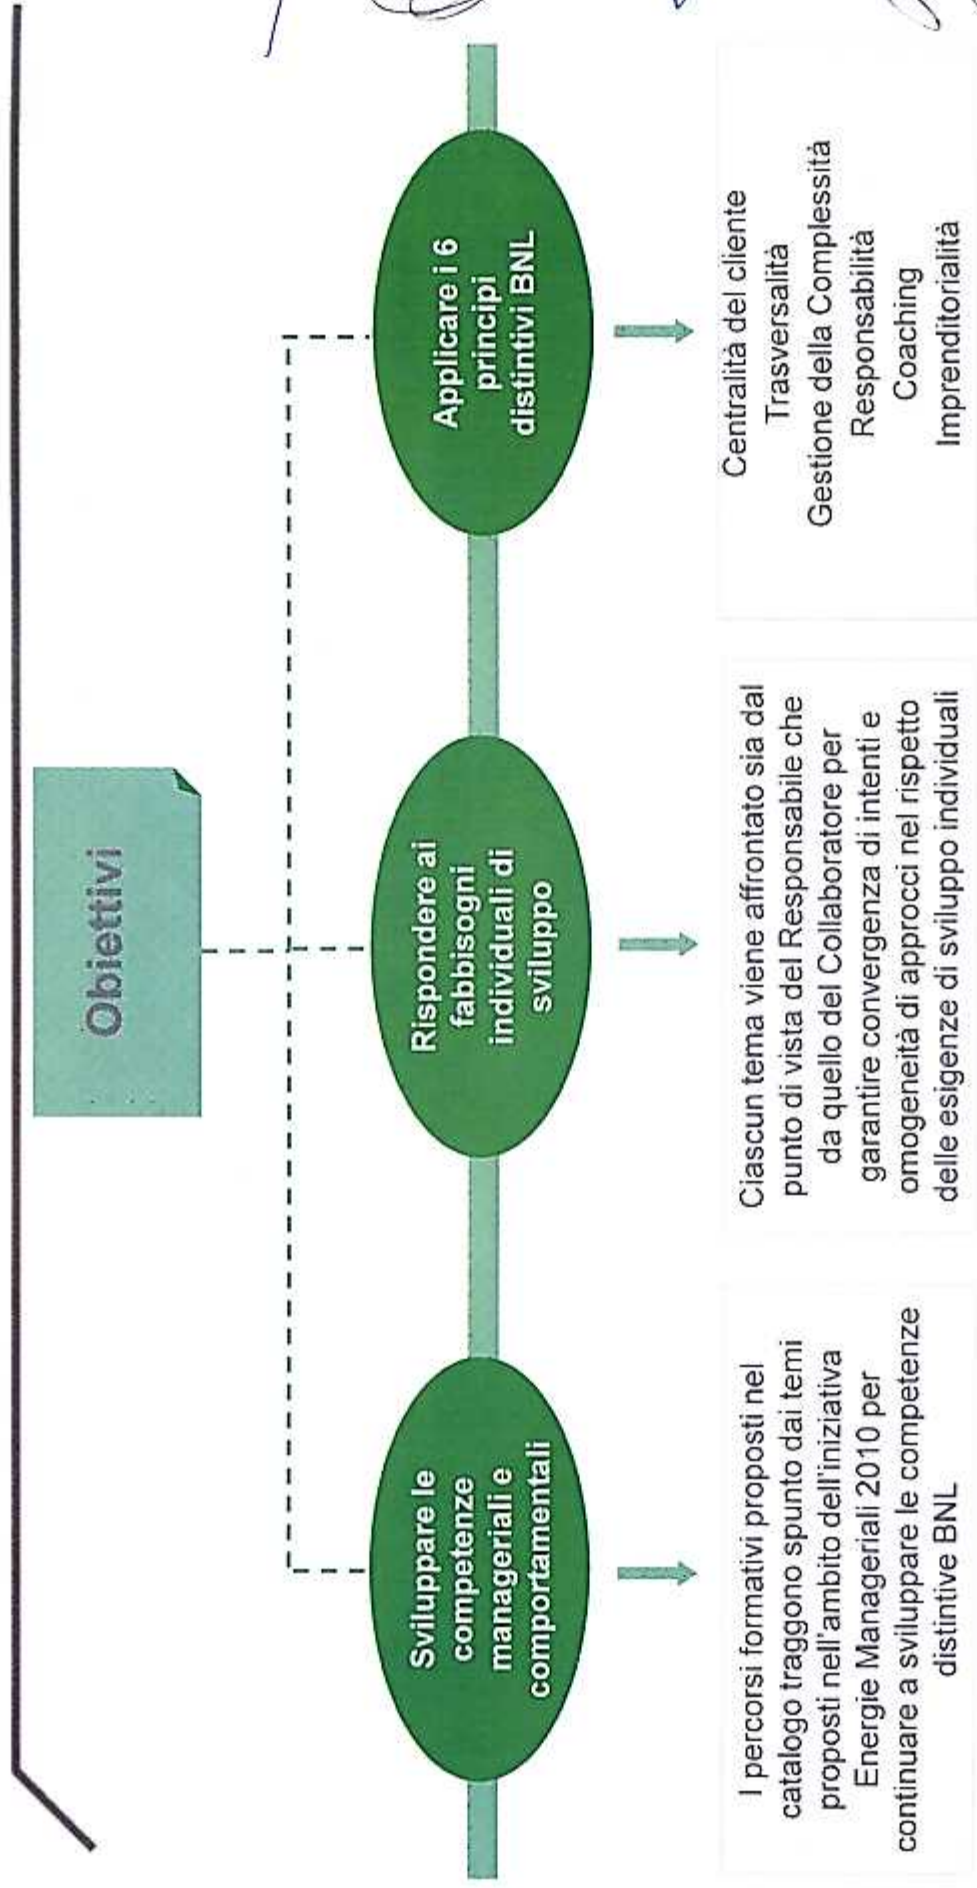 Obiettivi
Sviluppare le
competenze
manageriali e
comportamentali
Rispondere ai
fabbisogni
individuali di
sviluppo
Applicare i 6
principi
distintivi BNL
I percorsi formativi proposti nel
catalogo traggono spunto dai temi
proposti nell'ambito dell'iniziativa
Energie Manageriali 2010 per
continuare a sviluppare le competenze
distintive BNL
Ciascun tema viene affrontato sia dal
punto di vista del Responsabile che
da quello del Collaboratore per
garantire convergenza di intenti e
omogeneità di approcci nel rispetto
delle esigenze di sviluppo individuali
Centralità del cliente
Trasversalità
Gestione della Complessità
Responsabilità
Coaching
Imprenditorialità